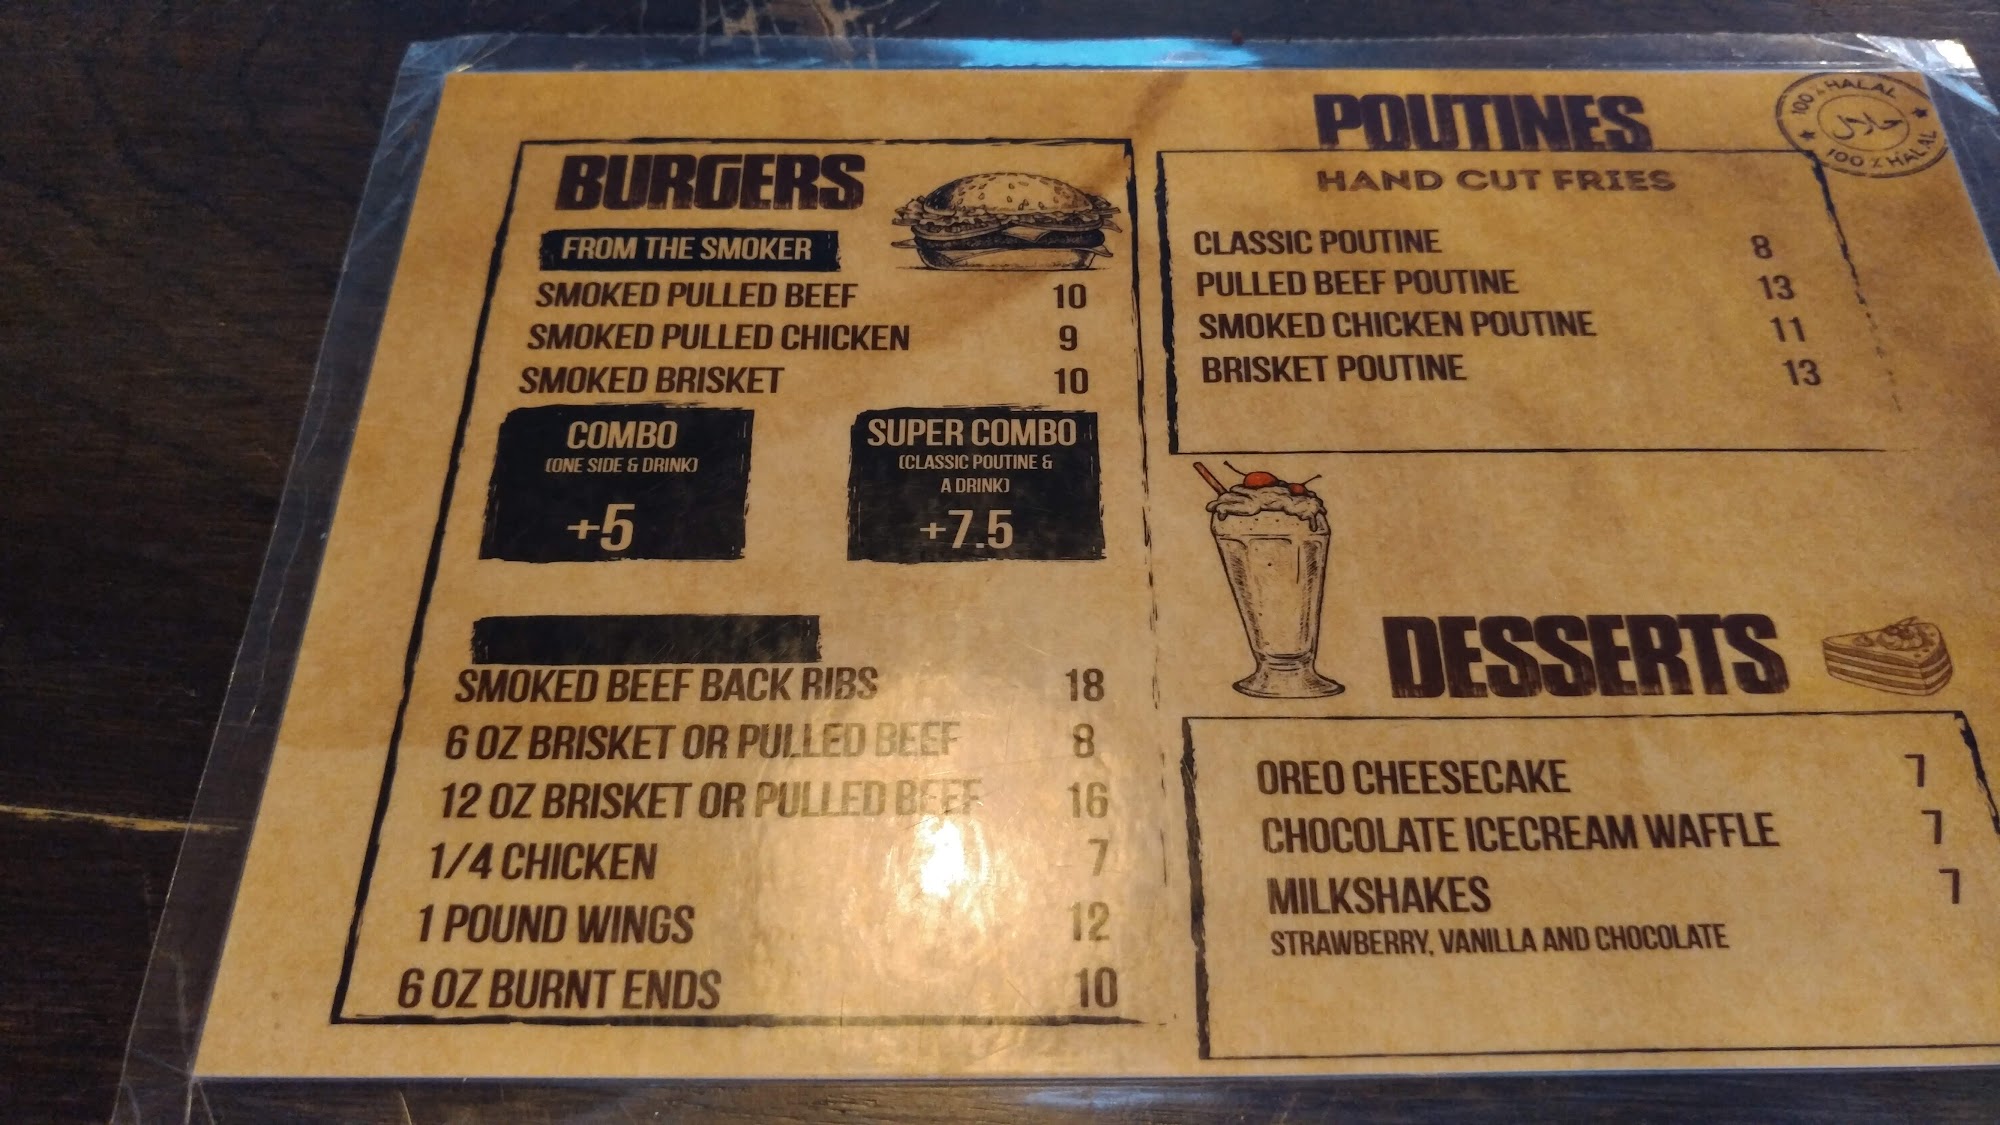 BURGERS
FROM THE SMOKER
SMOKED PULLED BEEF 10
SMOKED PULLED CHICKEN 9
SMOKED BRISKET 10
COMBO
(ONE SIDE & DRINK)
+5
SUPER COMBO
(CLASSIC POUTINE &
A DRINK)
+7.5
SMOKED BEEF BACK RIBS 18
6 OZ BRISKET OR PULLED BEEF 8
12 OZ BRISKET OR PULLED BEEF 16
1/4 CHICKEN 7
1 POUND WINGS 12
6 OZ BURNT ENDS 10
POUTINES
HAND CUT FRIES
CLASSIC POUTINE 8
PULLED BEEF POUTINE 13
SMOKED CHICKEN POUTINE 11
BRISKET POUTINE 13
100 % HALAL
حلال
100 % HALAL
DESSERTS
OREO CHEESECAKE 7
CHOCOLATE ICECREAM WAFFLE 7
MILKSHAKES 7
STRAWBERRY, VANILLA AND CHOCOLATE